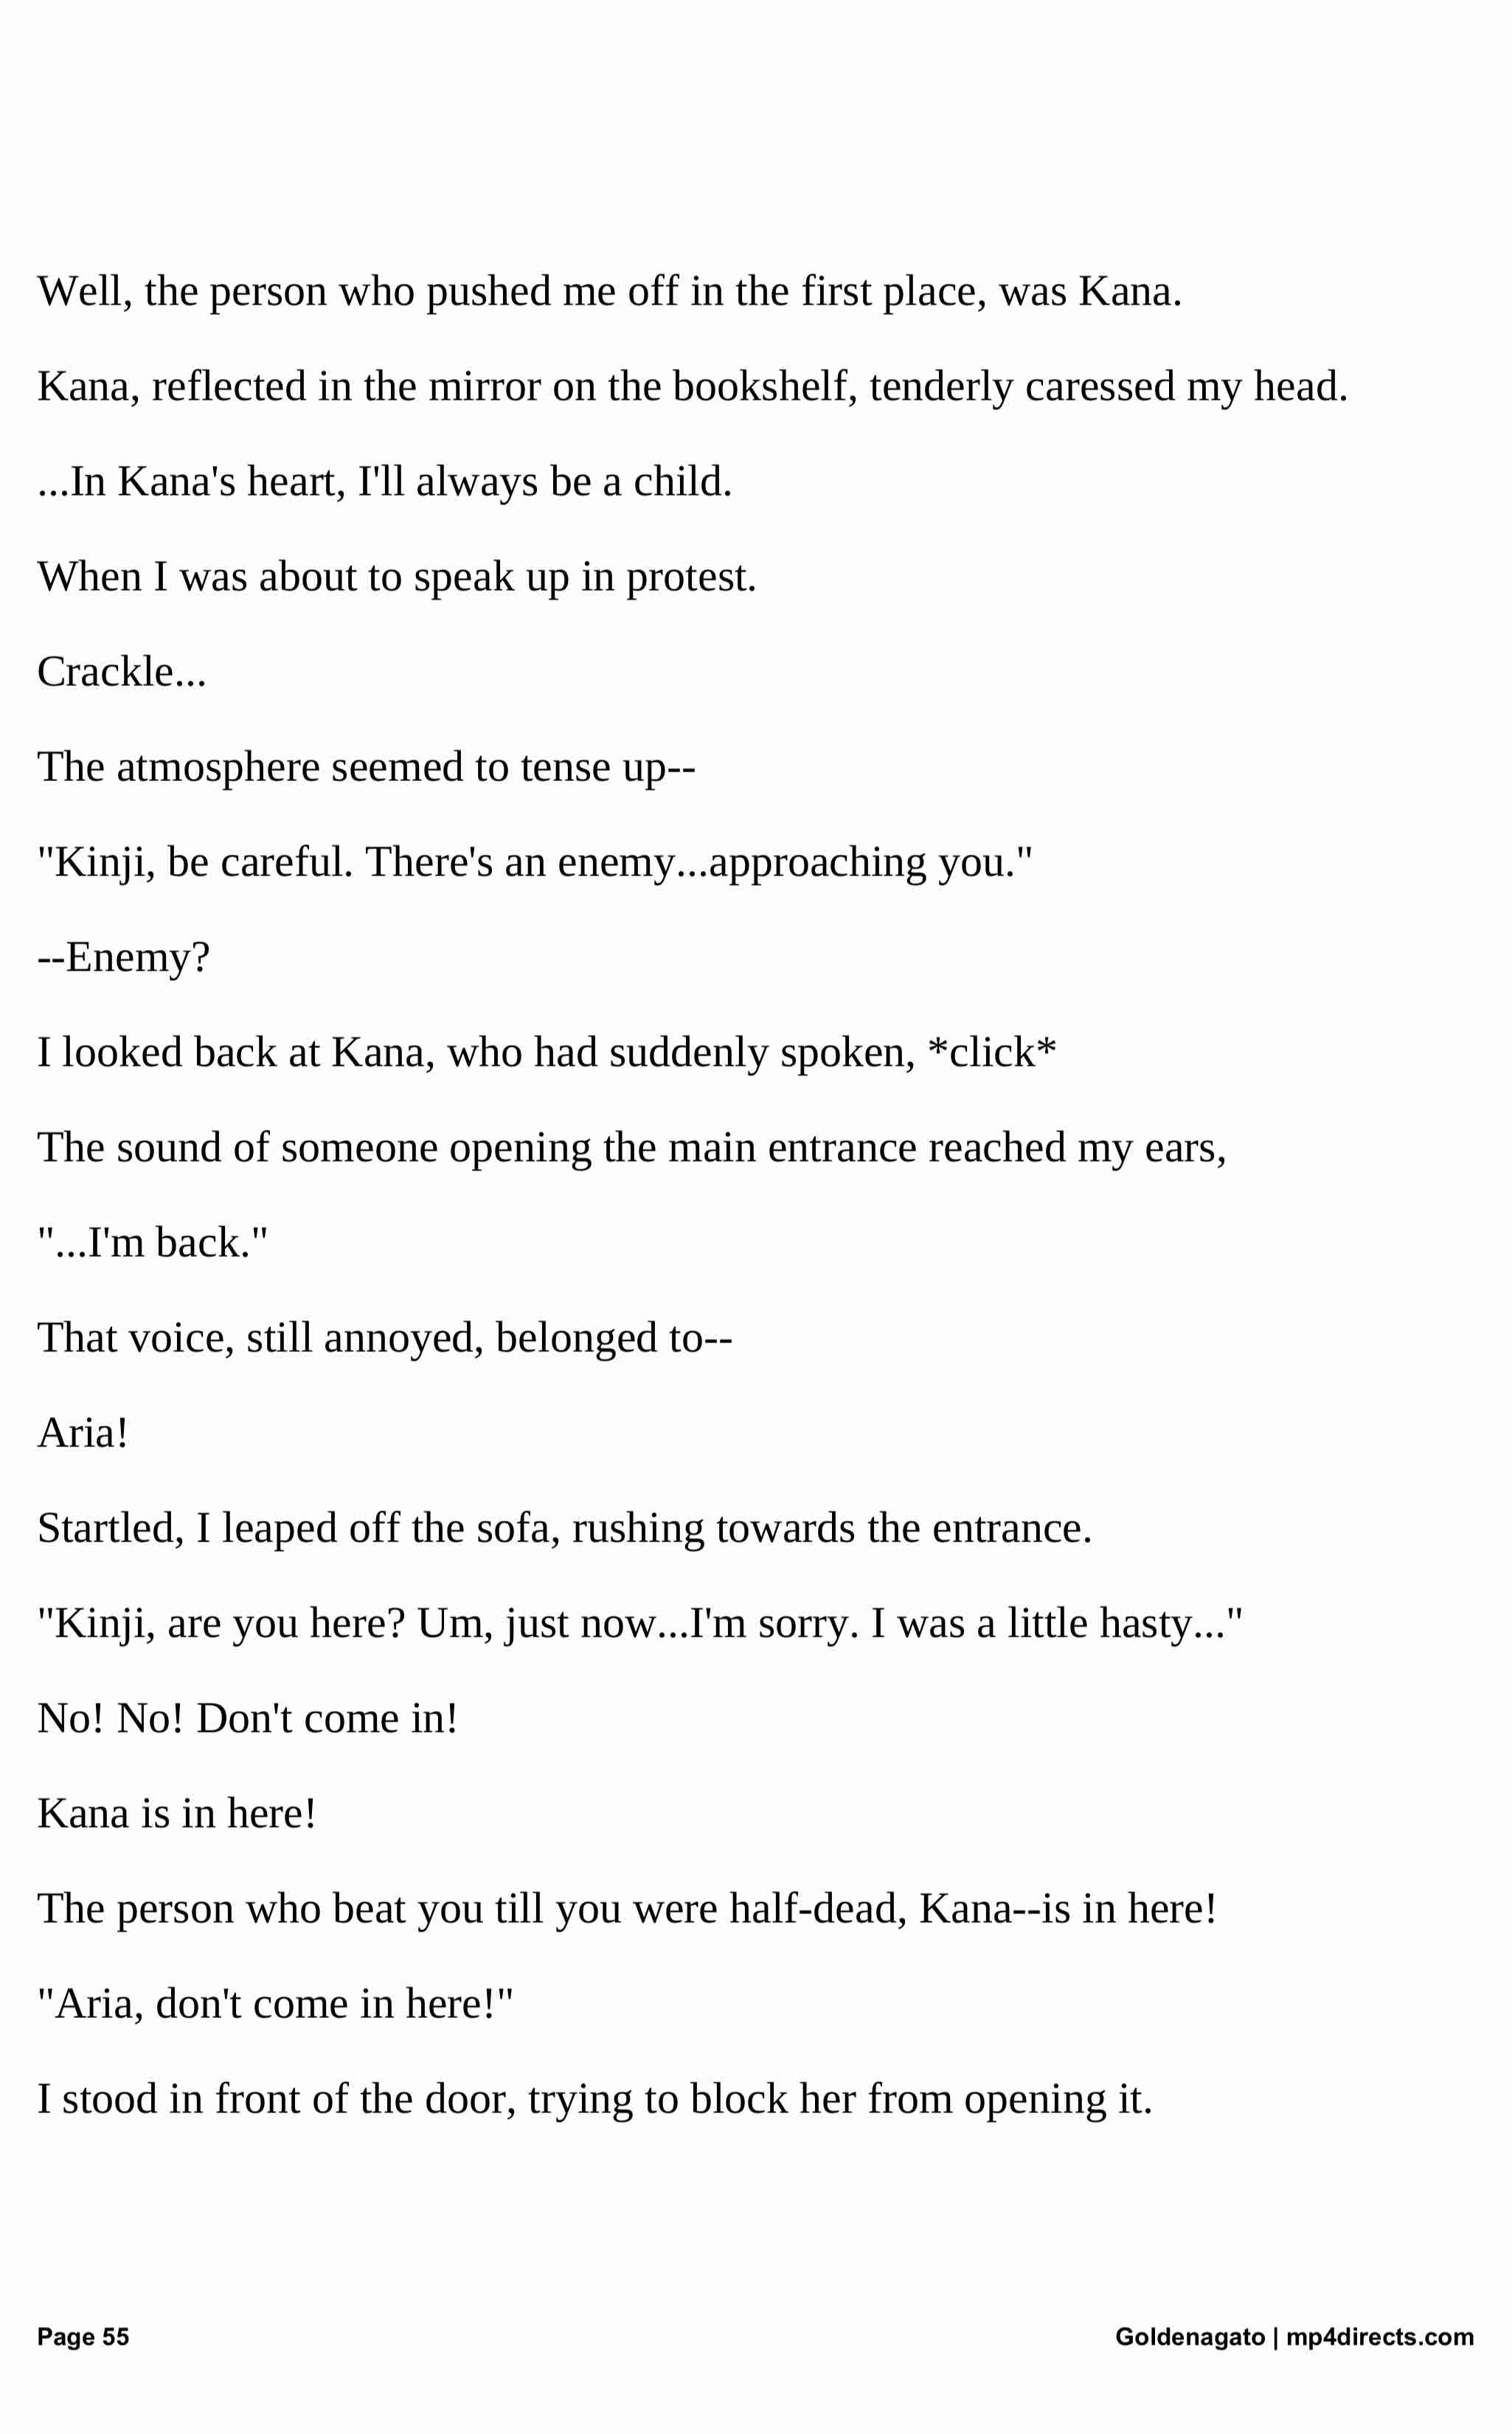 Well, the person who pushed me off in the first place, was Kana.
Kana, reflected in the mirror on the bookshelf, tenderly caressed my head.
...In Kana's heart, I'll always be a child.
When I was about to speak up in protest.
Crackle...
The atmosphere seemed to tense up--
"Kinji, be careful. There's an enemy...approaching you."
--Enemy?
I looked back at Kana, who had suddenly spoken, *click*
The sound of someone opening the main entrance reached my ears,
"...I'm back."
That voice, still annoyed, belonged to--
Aria!
Startled, I leaped off the sofa, rushing towards the entrance.
"Kinji, are you here? Um, just now...I'm sorry. I was a little hasty..."
No! No! Don't come in!
Kana is in here!
The person who beat you till you were half-dead, Kana--is in here!
"Aria, don't come in here!"
I stood in front of the door, trying to block her from opening it.
Page 55
Goldenagato | mp4directs.com